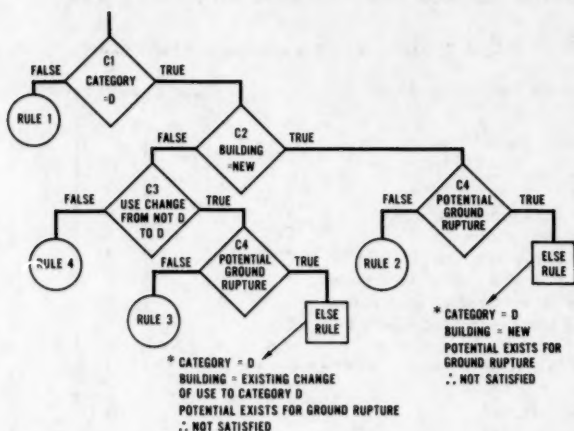 C1
CATEGORY
=D
FALSE
TRUE
RULE 1
C2
BUILDING
=NEW
FALSE
TRUE
C3
USE CHANGE
FROM NOT D
TO D
FALSE
TRUE
C4
POTENTIAL
GROUND
RUPTURE
FALSE
TRUE
RULE 4
C4
POTENTIAL
GROUND
RUPTURE
FALSE
TRUE
RULE 2
ELSE
RULE
RULE 3
ELSE
RULE
* CATEGORY = D
BUILDING = NEW
POTENTIAL EXISTS FOR
GROUND RUPTURE
∴ NOT SATISFIED
* CATEGORY = D
BUILDING = EXISTING CHANGE
OF USE TO CATEGORY D
POTENTIAL EXISTS FOR GROUND RUPTURE
∴ NOT SATISFIED